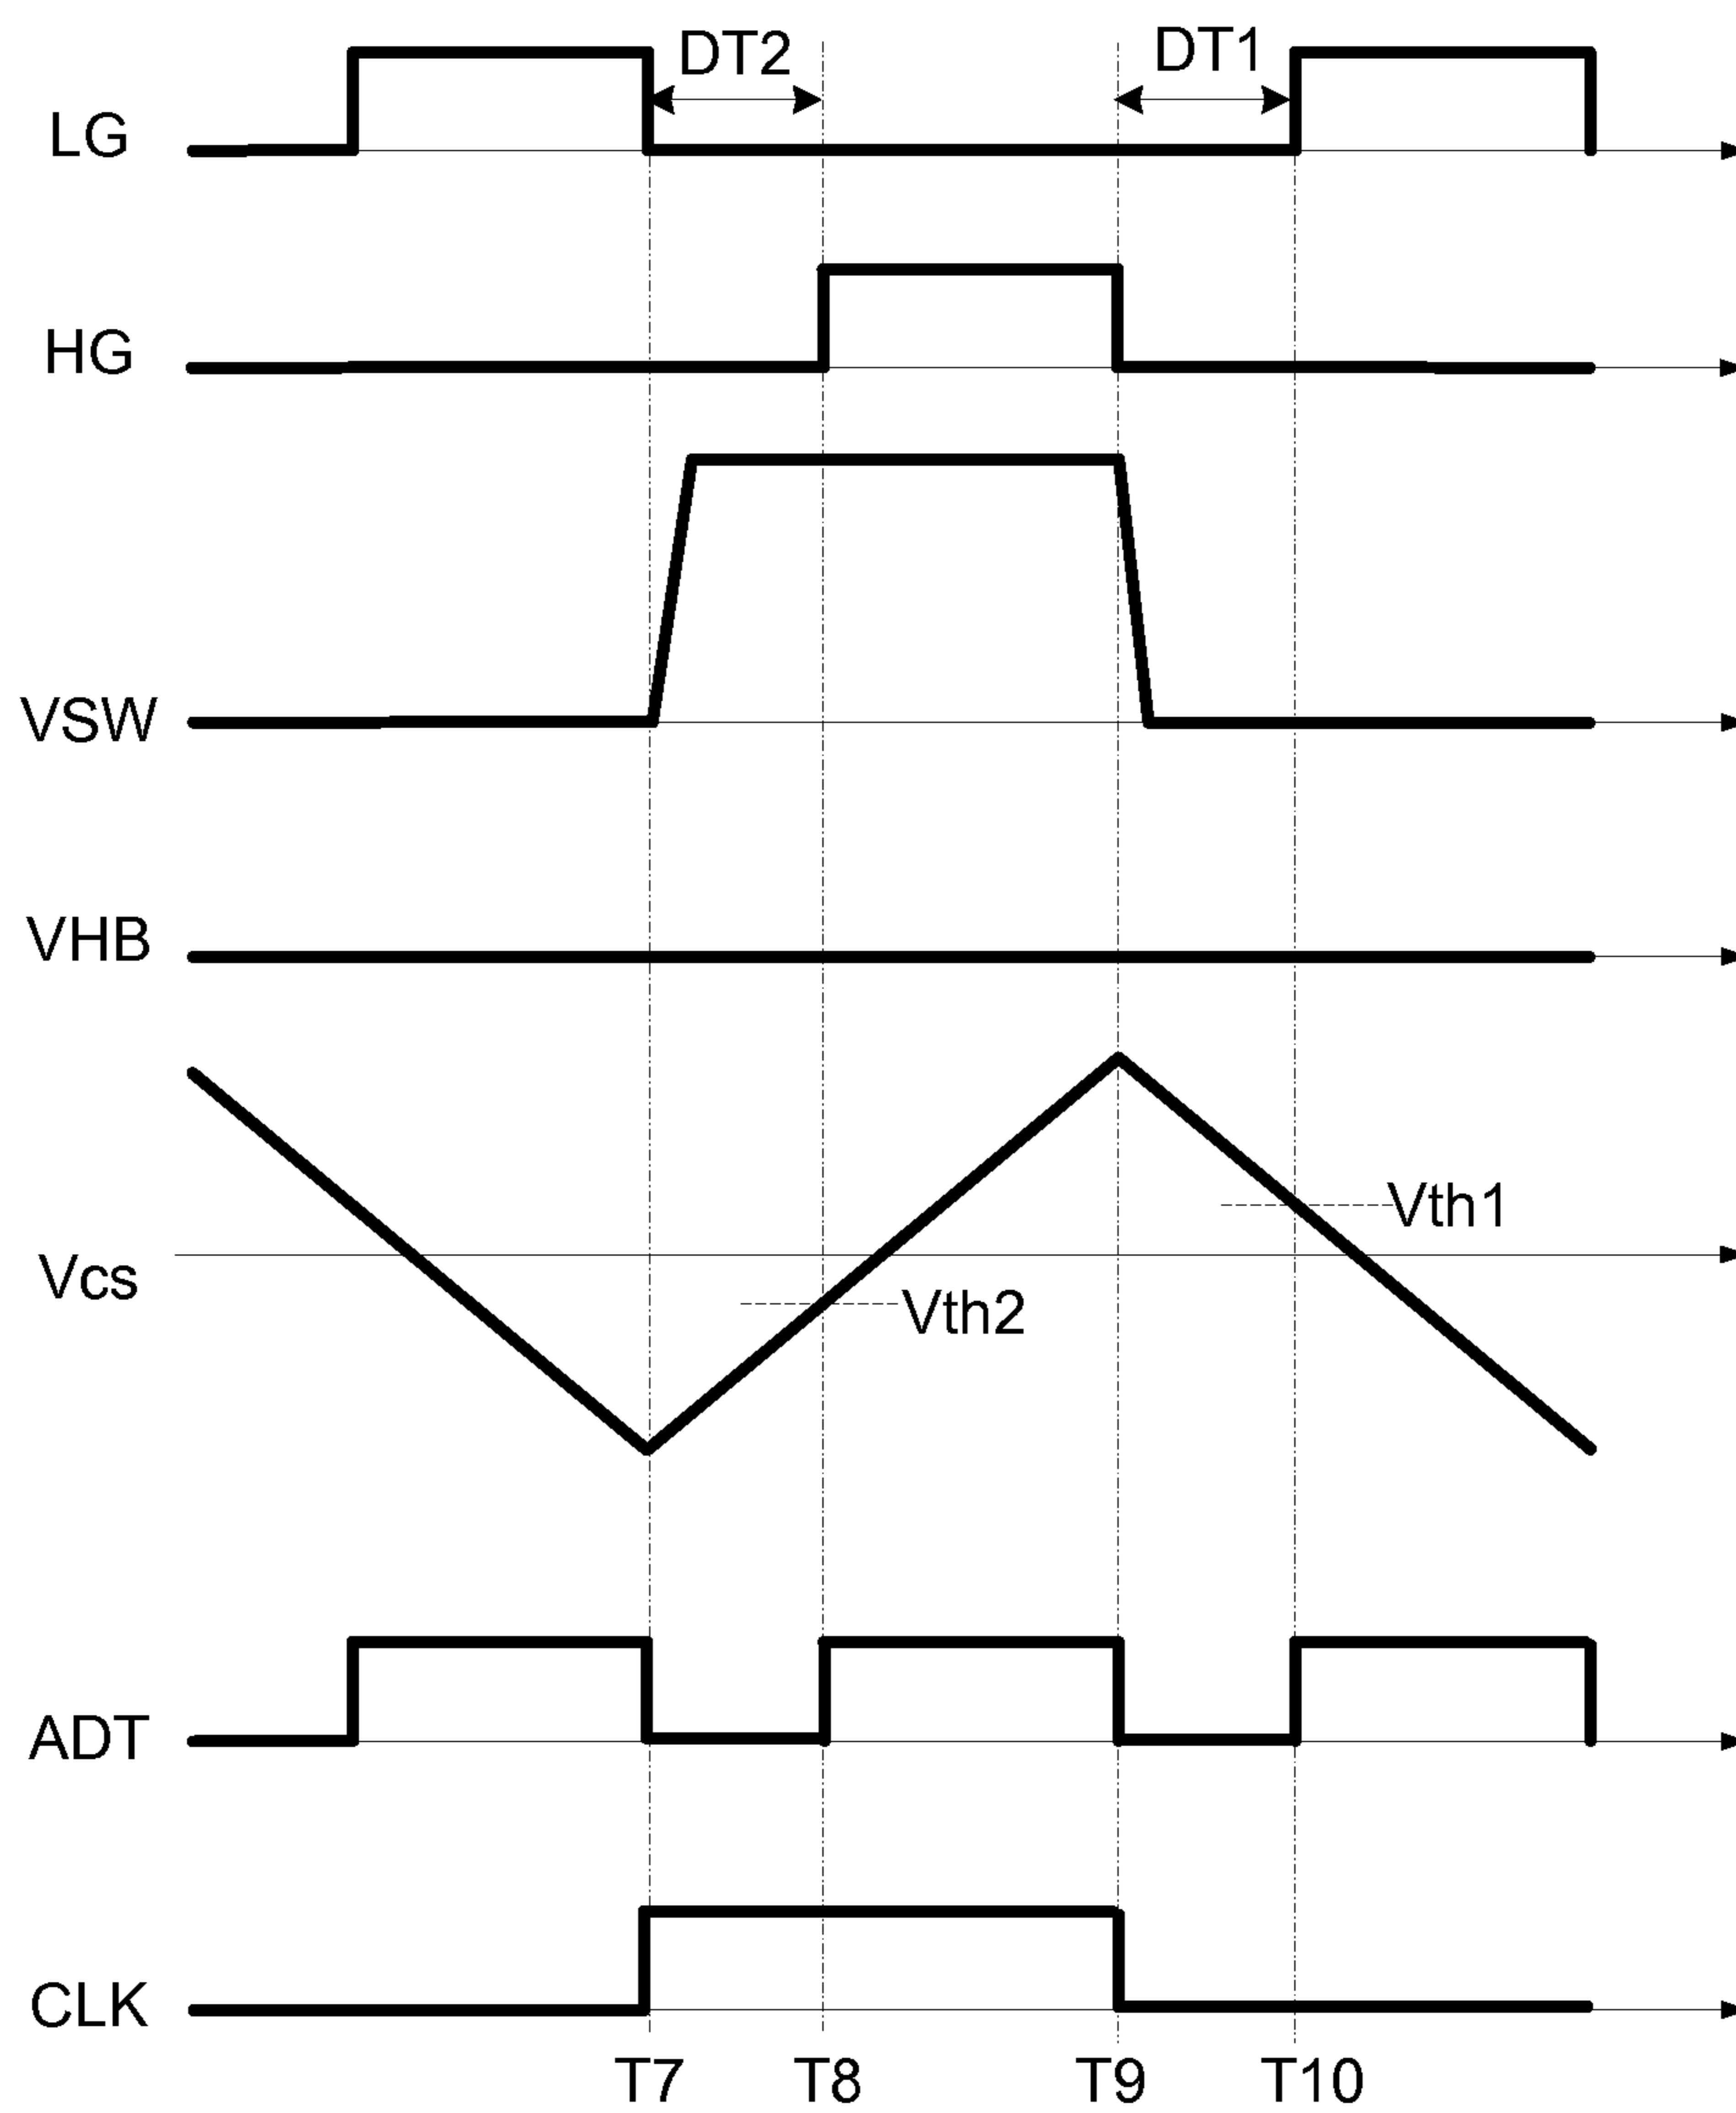 DT2 DT1
LG
HG
VSW
VHB
Vth1
Vcs
Vth2
ADT
CLK
T7 T8 T9 T10